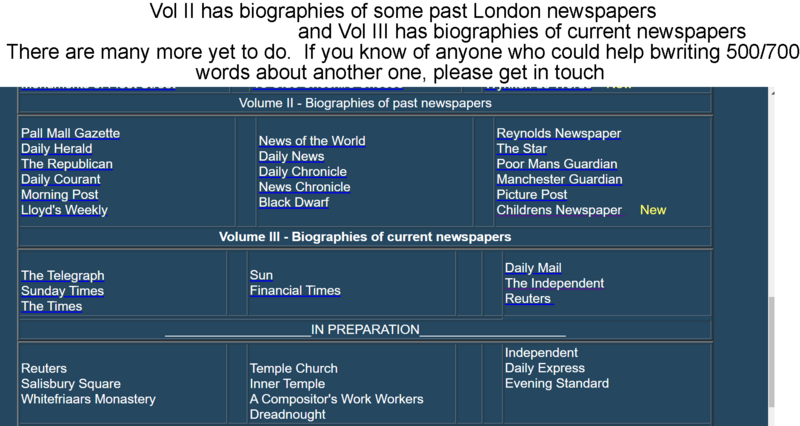 Vol II has biographies of some past London newspapers
and Vol III has biographies of current newspapers
There are many more yet to do. If you know of anyone who could help bwriting 500/700
words about another one, please get in touch
Volume II - Biographies of past newspapers
Pall Mall Gazette
Daily Herald
The Republican
Daily Courant
Morning Post
Lloyd's Weekly
News of the World
Daily News
Daily Chronicle
News Chronicle
Black Dwarf
Reynolds Newspaper
The Star
Poor Mans Guardian
Manchester Guardian
Picture Post
Childrens Newspaper New
Volume III - Biographies of current newspapers
The Telegraph
Sunday Times
The Times
Sun
Financial Times
Daily Mail
The Independent
Reuters
IN PREPARATION
Reuters
Salisbury Square
Whitefriaars Monastery
Temple Church
Inner Temple
A Compositor's Work Workers
Dreadnought
Independent
Daily Express
Evening Standard